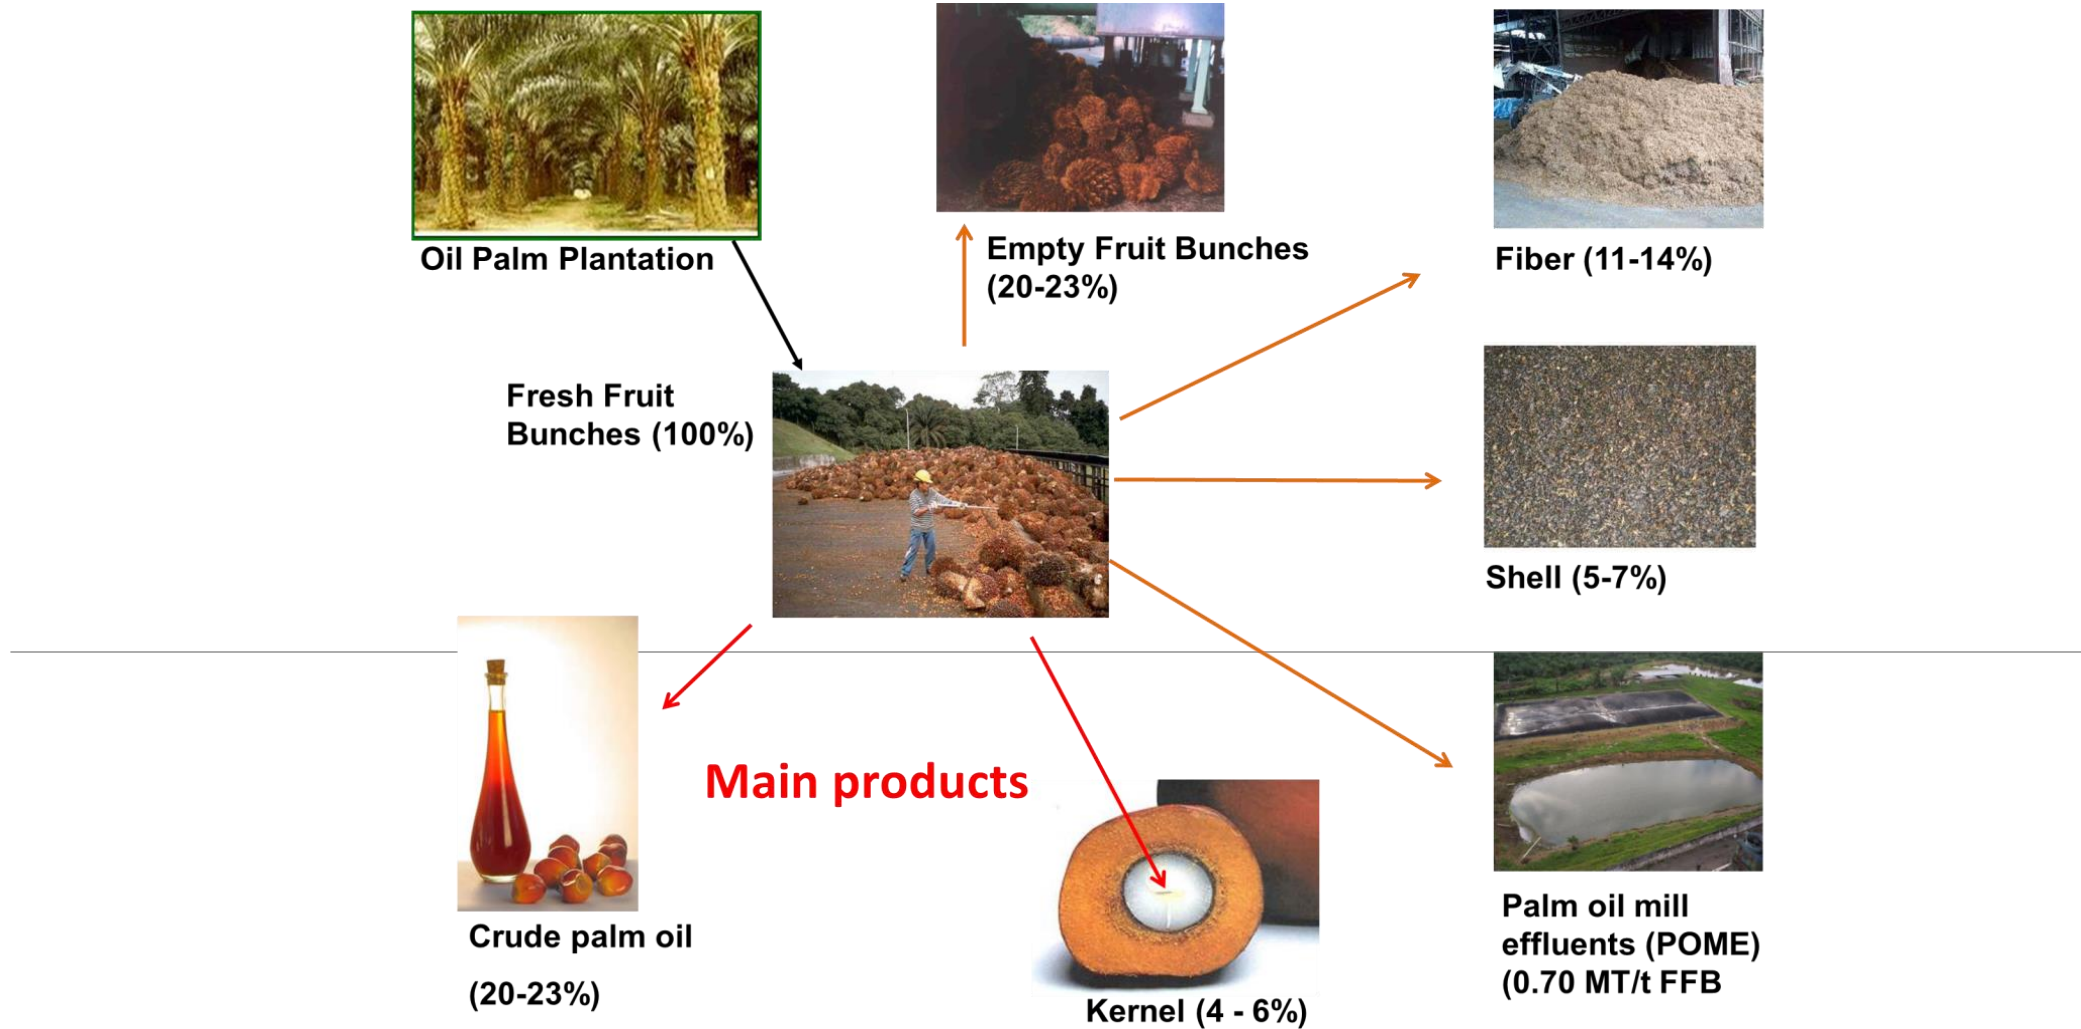 Oil Palm Plantation
Empty Fruit Bunches
(20-23%)
Fiber (11-14%)
Fresh Fruit
Bunches (100%)
Shell (5-7%)
Main products
Crude palm oil
(20-23%)
Kernel (4 - 6%)
Palm oil mill
effluents (POME)
(0.70 MT/t FFB